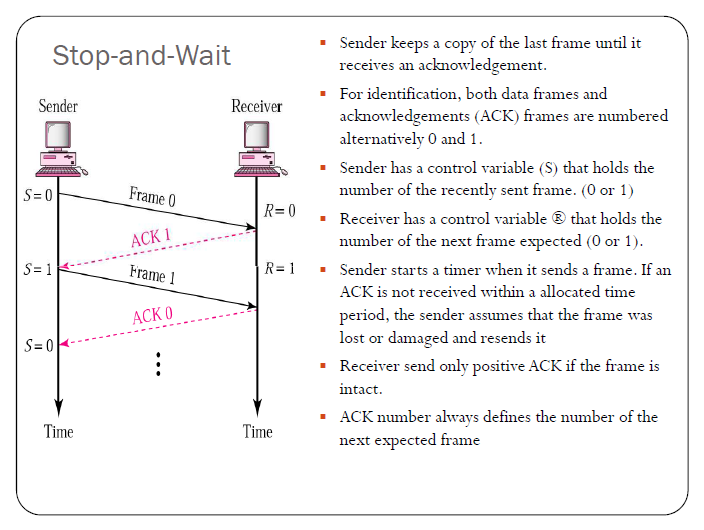 Stop-and-Wait
Sender
Receiver
S= 0
Frame 0
R= 0
ACK 1
S= 1
Frame 1
R= 1
ACK 0
S= 0
Time
Time
▪ Sender keeps a copy of the last frame until it
receives an acknowledgement.
▪ For identification, both data frames and
acknowledgements (ACK) frames are numbered
alternatively 0 and 1.
▪ Sender has a control variable (S) that holds the
number of the recently sent frame. (0 or 1)
▪ Receiver has a control variable ® that holds the
number of the next frame expected (0 or 1).
▪ Sender starts a timer when it sends a frame. If an
ACK is not received within a allocated time
period, the sender assumes that the frame was
lost or damaged and resends it
▪ Receiver send only positive ACK if the frame is
intact.
▪ ACK number always defines the number of the
next expected frame